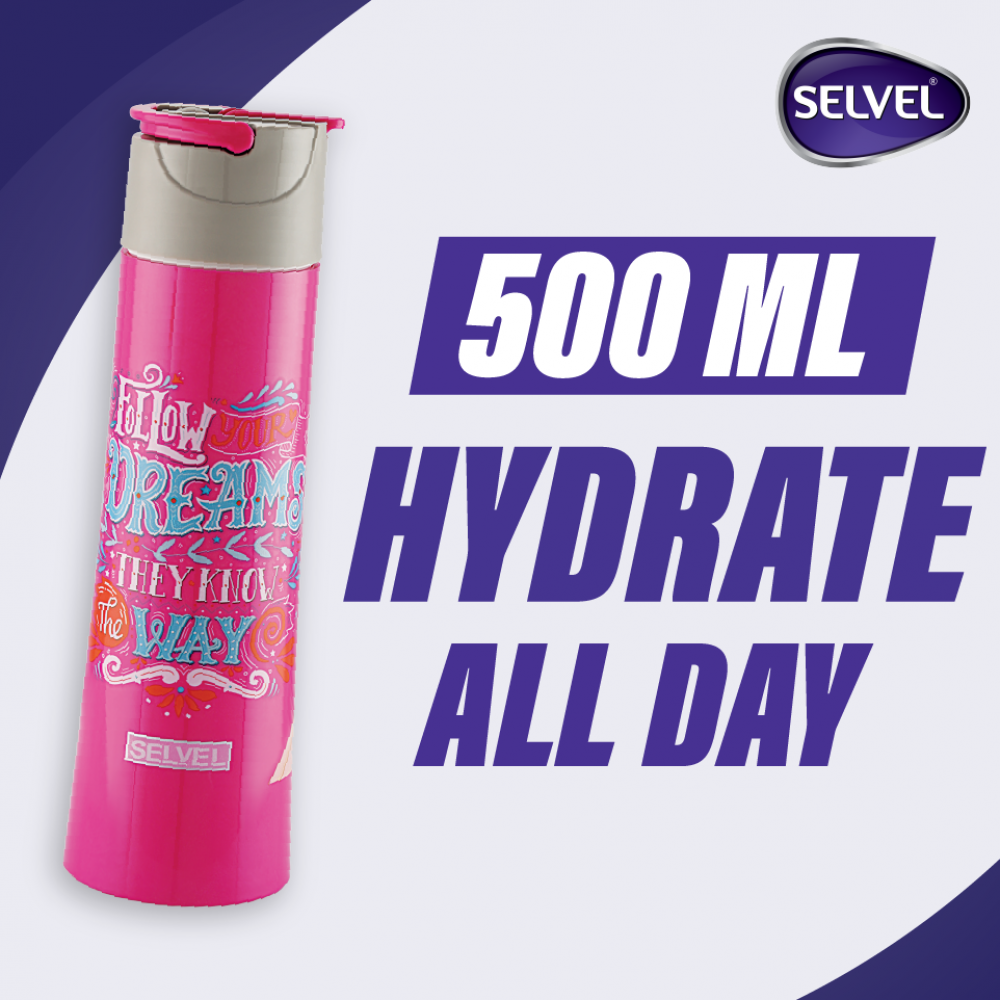 SELVEL®
500 ML
HYDRATE
ALL DAY
FOLLOW YOUR
DREAMS
THEY KNOW
The WAY
SELVEL